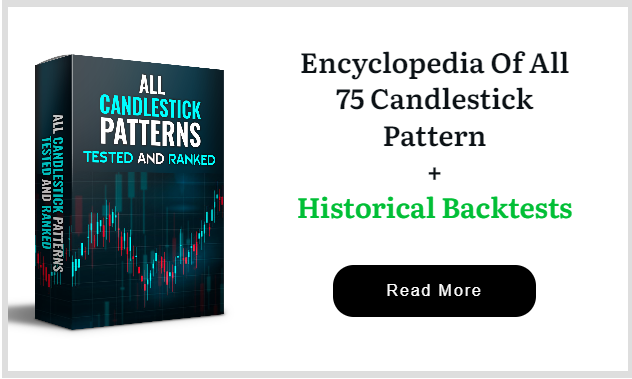 ALL
CANDLESTICK
PATTERNS
TESTED AND RANKED
ALL CANDLESTICK PATTERNS
TESTED AND RANKED
Encyclopedia Of All
75 Candlestick
Pattern
+
Historical Backtests
Read More